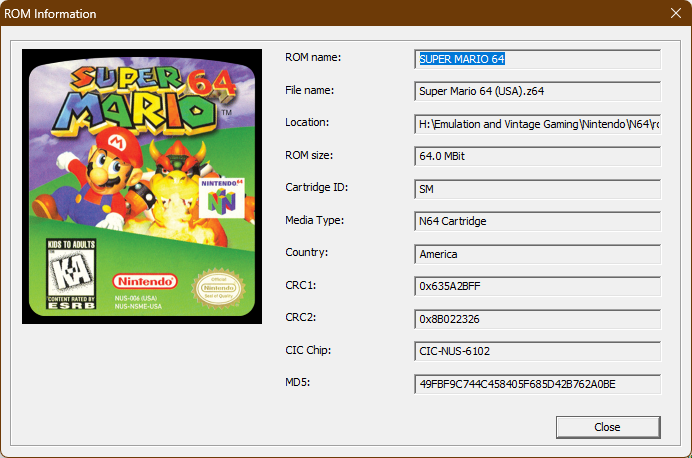 ROM Information
SUPER
MARIO 64
TM
NINTENDO 64
N
KIDS TO ADULTS
K-A
CONTENT RATED BY
ESRB
Nintendo
NUS-006 (USA)
NUS-NSME-USA
Official
Nintendo
Seal of Quality
ROM name: SUPER MARIO 64
File name: Super Mario 64 (USA).z64
Location: H:\Emulation and Vintage Gaming\Nintendo\N64\
ROM size: 64.0 MBit
Cartridge ID: SM
Media Type: N64 Cartridge
Country: America
CRC1: 0x635A2BFF
CRC2: 0x8B022326
CIC Chip: CIC-NUS-6102
MD5: 49FBF9C744C458405F685D42B762A0BE
Close